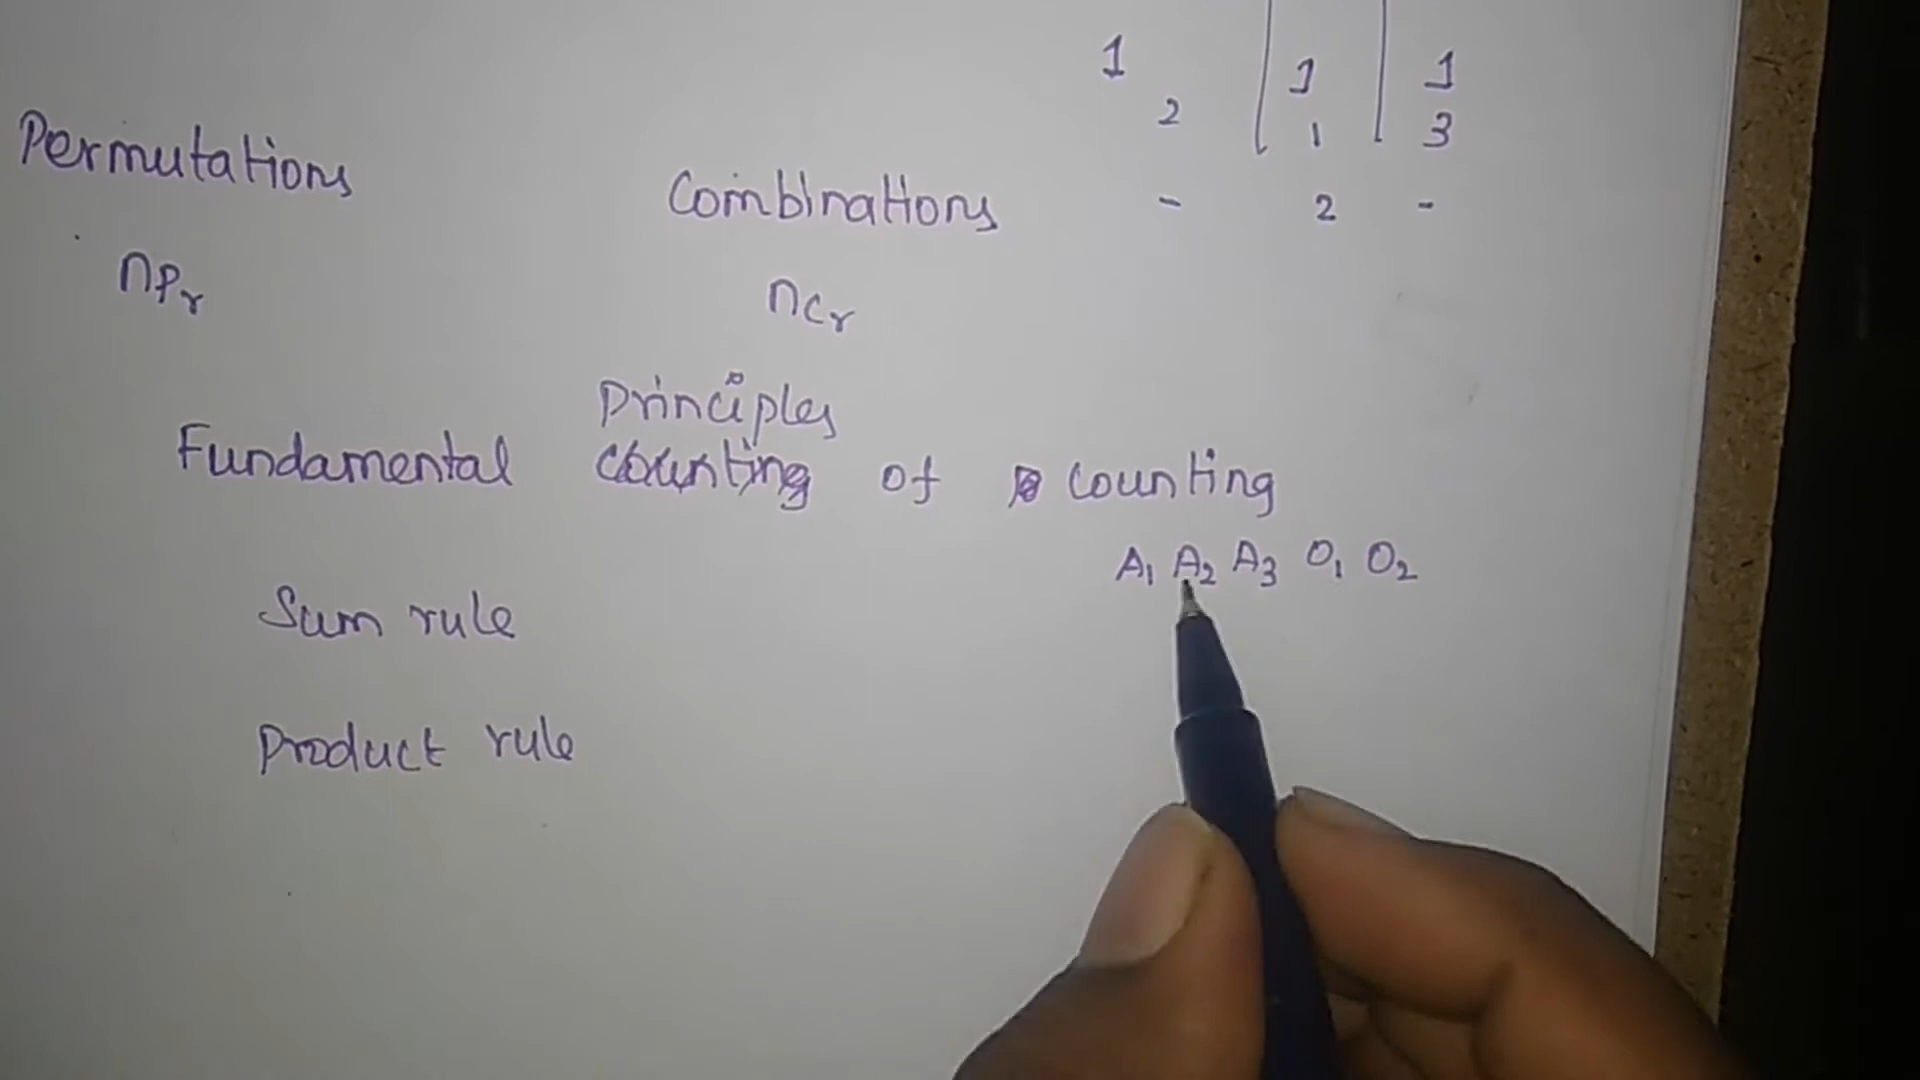 1 | 1 | 1
2 1 3
- 2 -
Permutations Combinations
nPr nCr
Principles
Fundamental counting of counting
A1 A2 A3 O1 O2
Sum rule
Product rule